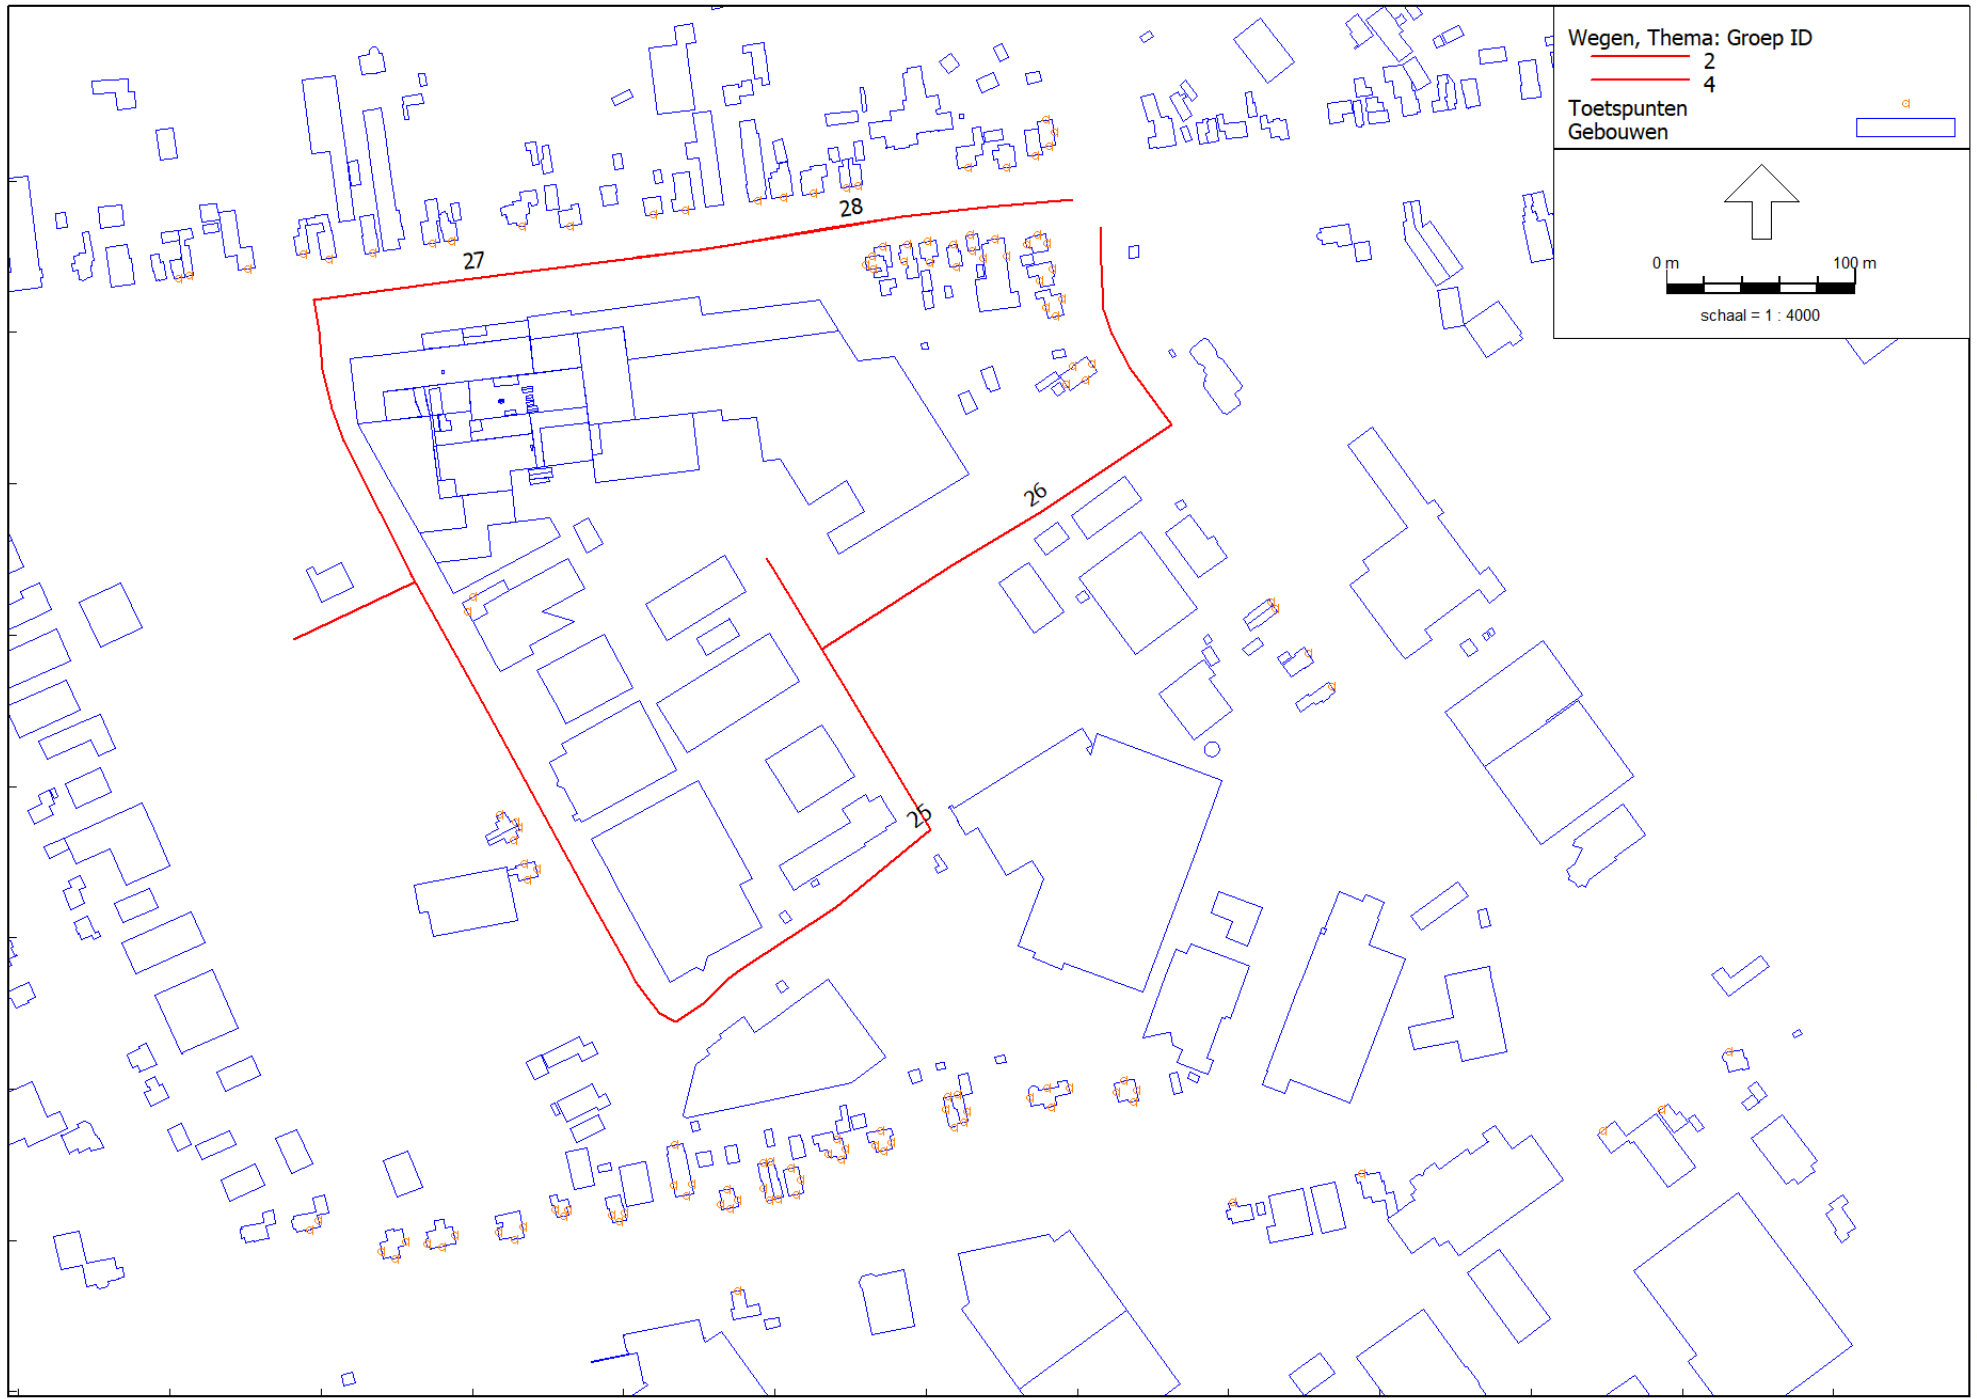 Wegen, Thema: Groep ID
2
4
Toetspunten
Gebouwen
0 m 100 m
schaal = 1 : 4000
28
27
26
25